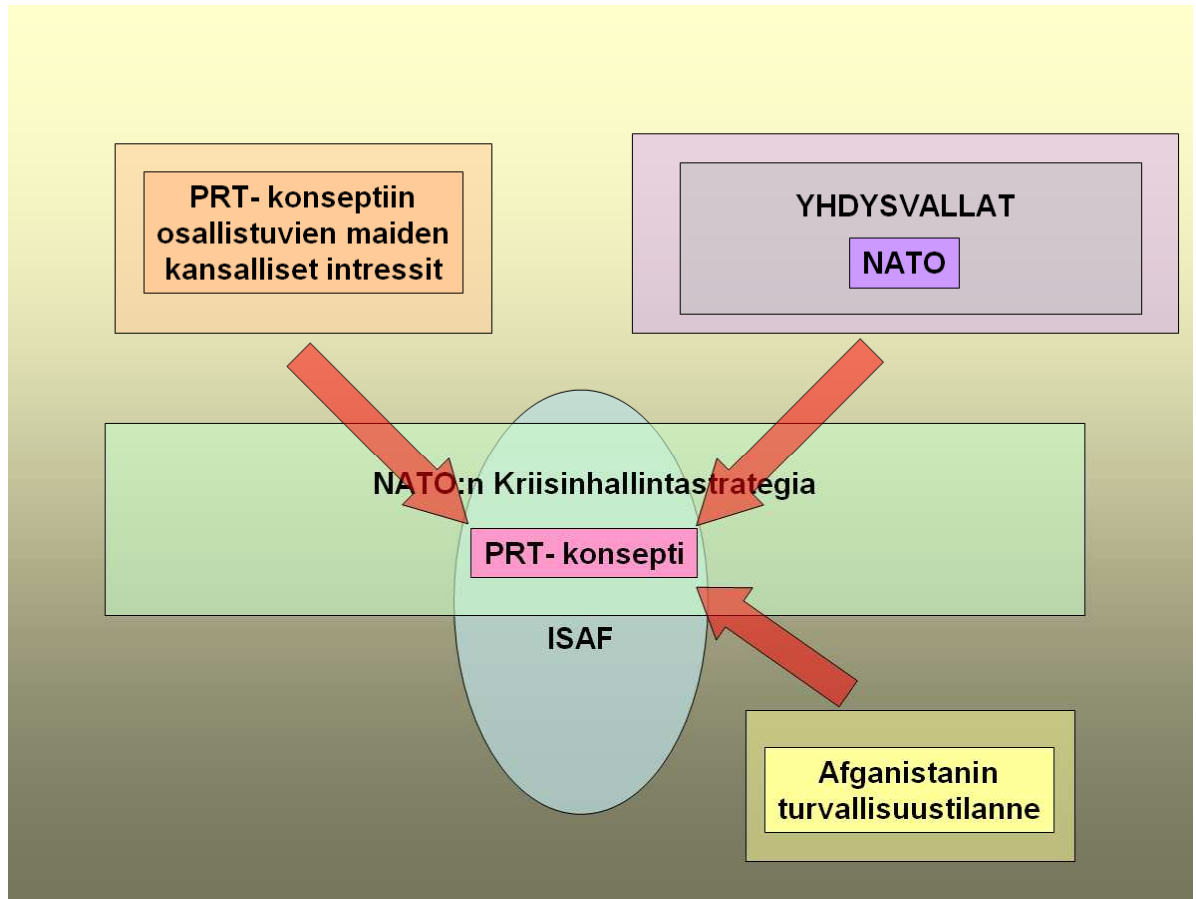 PRT- konseptiin
osallistuvien maiden
kansalliset intressit
YHDYSVALLAT
NATO
NATO:n Kriisinhallintastrategia
PRT- konsepti
ISAF
Afganistanin
turvallisuustilanne